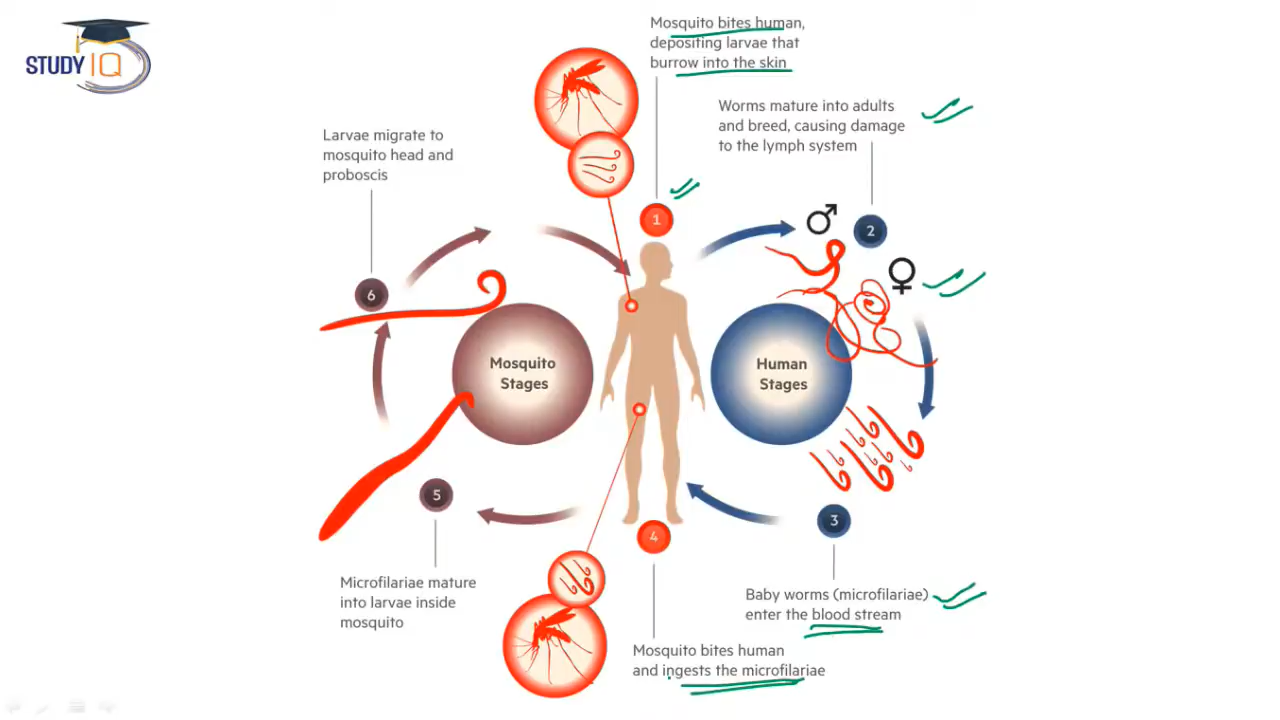 STUDY IQ
Mosquito bites human,
depositing larvae that
burrow into the skin
Worms mature into adults
and breed, causing damage
to the lymph system
Larvae migrate to
mosquito head and
proboscis
1
2
6
Mosquito
Stages
Human
Stages
5
3
4
Microfilariae mature
into larvae inside
mosquito
Baby worms (microfilariae)
enter the blood stream
Mosquito bites human
and ingests the microfilariae